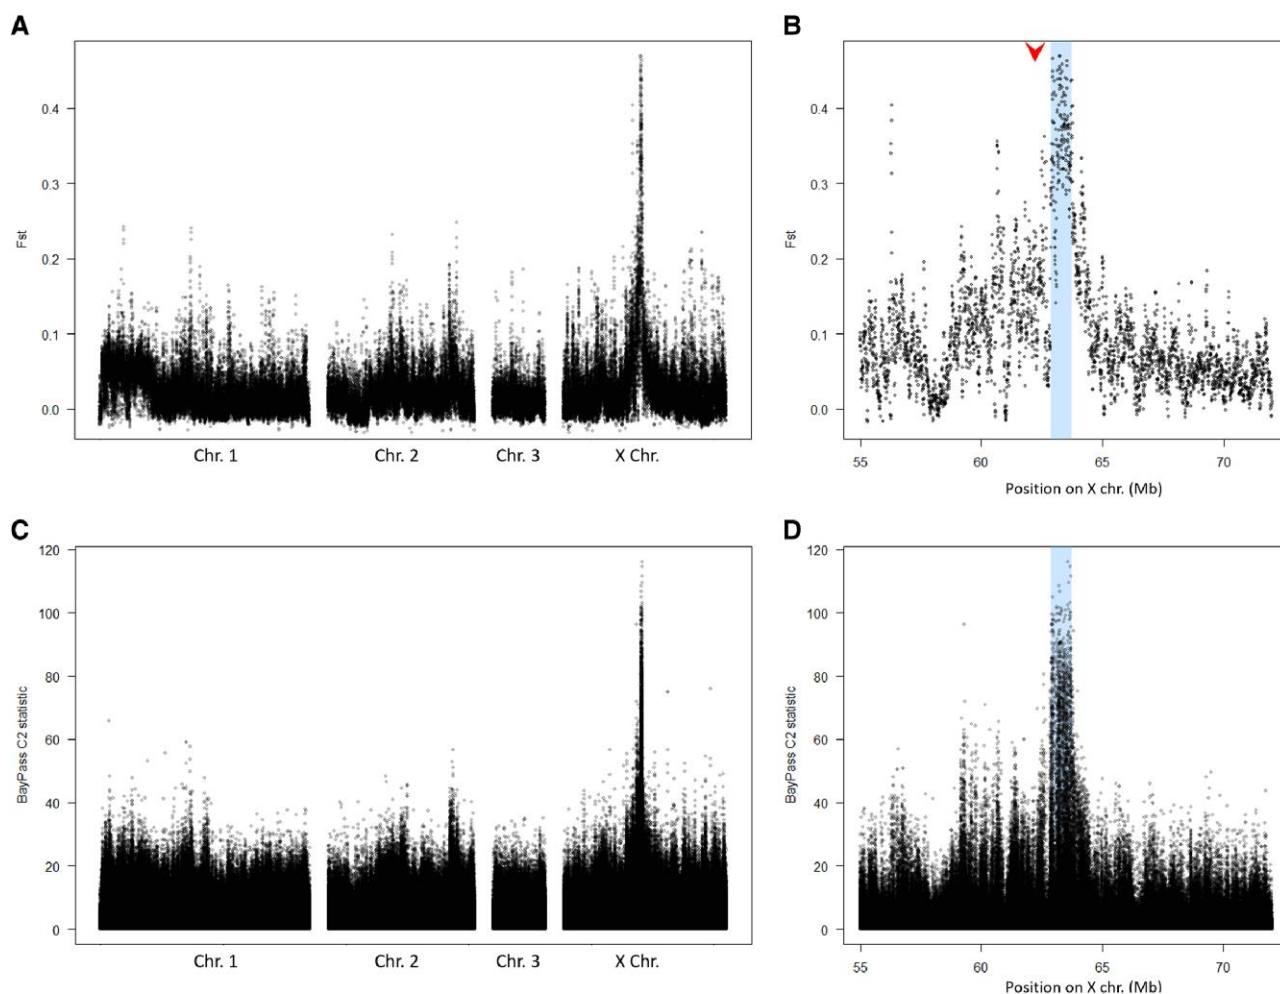 A
Fst
0.4
0.3
0.2
0.1
0.0
Chr. 1 Chr. 2 Chr. 3 X Chr.
B
Fst
0.4
0.3
0.2
0.1
0.0
55 60 65 70
Position on X chr. (Mb)
C
BayPass C2 statistic
120
100
80
60
40
20
0
Chr. 1 Chr. 2 Chr. 3 X Chr.
D
BayPass C2 statistic
120
100
80
60
40
20
0
55 60 65 70
Position on X chr. (Mb)